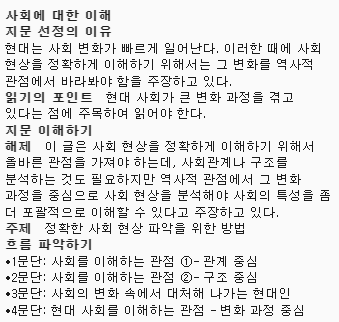 사회에 대한 이해
지문 선정의 이유
현대는 사회 변화가 빠르게 일어난다. 이러한 때에 사회
현상을 정확하게 이해하기 위해서는 그 변화를 역사적
관점에서 바라봐야 함을 주장하고 있다.
읽기의 포인트 현대 사회가 큰 변화 과정을 겪고
있다는 점에 주목하여 읽어야 한다.
지문 이해하기
해제 이 글은 사회 현상을 정확하게 이해하기 위해서
올바른 관점을 가져야 하는데, 사회관계나 구조를
분석하는 것도 필요하지만 역사적 관점에서 그 변화
과정을 중심으로 사회 현상을 분석해야 사회의 특성을 좀
더 포괄적으로 이해할 수 있다고 주장하고 있다.
주제 정확한 사회 현상 파악을 위한 방법
흐름 파악하기
•1문단: 사회를 이해하는 관점 ①- 관계 중심
•2문단: 사회를 이해하는 관점 ②- 구조 중심
•3문단: 사회의 변화 속에서 대처해 나가는 현대인
•4문단: 현대 사회를 이해하는 관점 - 변화 과정 중심